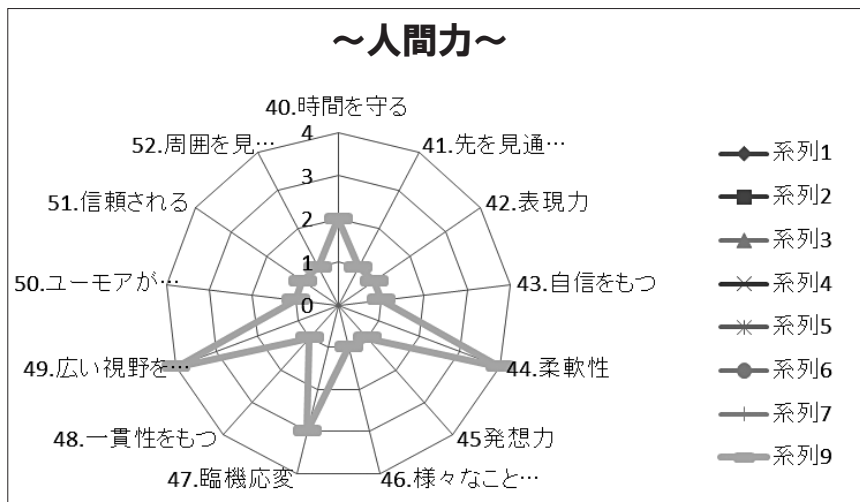 ～人間力～
40.時間を守る
41.先を見通…
42.表現力
43.自信をもつ
44.柔軟性
45発想力
46.様々なこと…
47.臨機応変
48.一貫性をもつ
49.広い視野を…
50.ユーモアが…
51.信頼される
52.周囲を見…
4
3
2
1
0
系列1
系列2
系列3
系列4
系列5
系列6
系列7
系列9